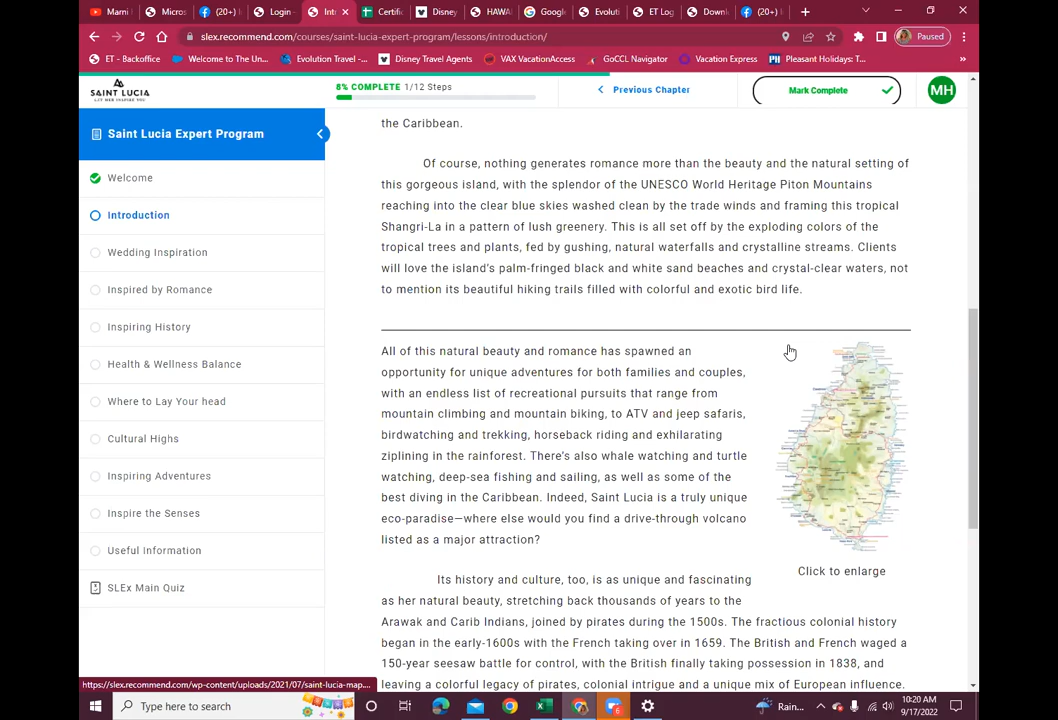 Marni
Micros
(20+)
Login -
Int
Certific
Disney
HAWA
Google
Evoluti
ET Log
Downl
(20+) I
slex.recommend.com/courses/saint-lucia-expert-program/lessons/introduction/
Paused
ET - Backoffice
Welcome to The Un...
Evolution Travel -...
Disney Travel Agents
VAX VacationAccess
GoCCL Navigator
Vacation Express
Pleasant Holidays: T...
SAINT LUCIA
LET HER INSPIRE YOU
8% COMPLETE 1/12 Steps
Previous Chapter
Mark Complete
MH
Saint Lucia Expert Program
Welcome
Introduction
Wedding Inspiration
Inspired by Romance
Inspiring History
Health & Wellness Balance
Where to Lay Your head
Cultural Highs
Inspiring Adventures
Inspire the Senses
Useful Information
SLEx Main Quiz
the Caribbean.
Of course, nothing generates romance more than the beauty and the natural setting of
this gorgeous island, with the splendor of the UNESCO World Heritage Piton Mountains
reaching into the clear blue skies washed clean by the trade winds and framing this tropical
Shangri-La in a pattern of lush greenery. This is all set off by the exploding colors of the
tropical trees and plants, fed by gushing, natural waterfalls and crystalline streams. Clients
will love the island's palm-fringed black and white sand beaches and crystal-clear waters, not
to mention its beautiful hiking trails filled with colorful and exotic bird life.
All of this natural beauty and romance has spawned an
opportunity for unique adventures for both families and couples,
with an endless list of recreational pursuits that range from
mountain climbing and mountain biking, to ATV and jeep safaris,
birdwatching and trekking, horseback riding and exhilarating
ziplining in the rainforest. There's also whale watching and turtle
watching, deep-sea fishing and sailing, as well as some of the
best diving in the Caribbean. Indeed, Saint Lucia is a truly unique
eco-paradise—where else would you find a drive-through volcano
listed as a major attraction?
Click to enlarge
Its history and culture, too, is as unique and fascinating
as her natural beauty, stretching back thousands of years to the
Arawak and Carib Indians, joined by pirates during the 1500s. The fractious colonial history
began in the early-1600s with the French taking over in 1659. The British and French waged a
150-year seesaw battle for control, with the British finally taking possession in 1838, and
leaving a colorful legacy of pirates, colonial intrigue and a unique mix of European influence.
https://slex.recommend.com/wp-content/uploads/2021/07/saint-lucia-map....
Type here to search
Rain...
10:20 AM
9/17/2022